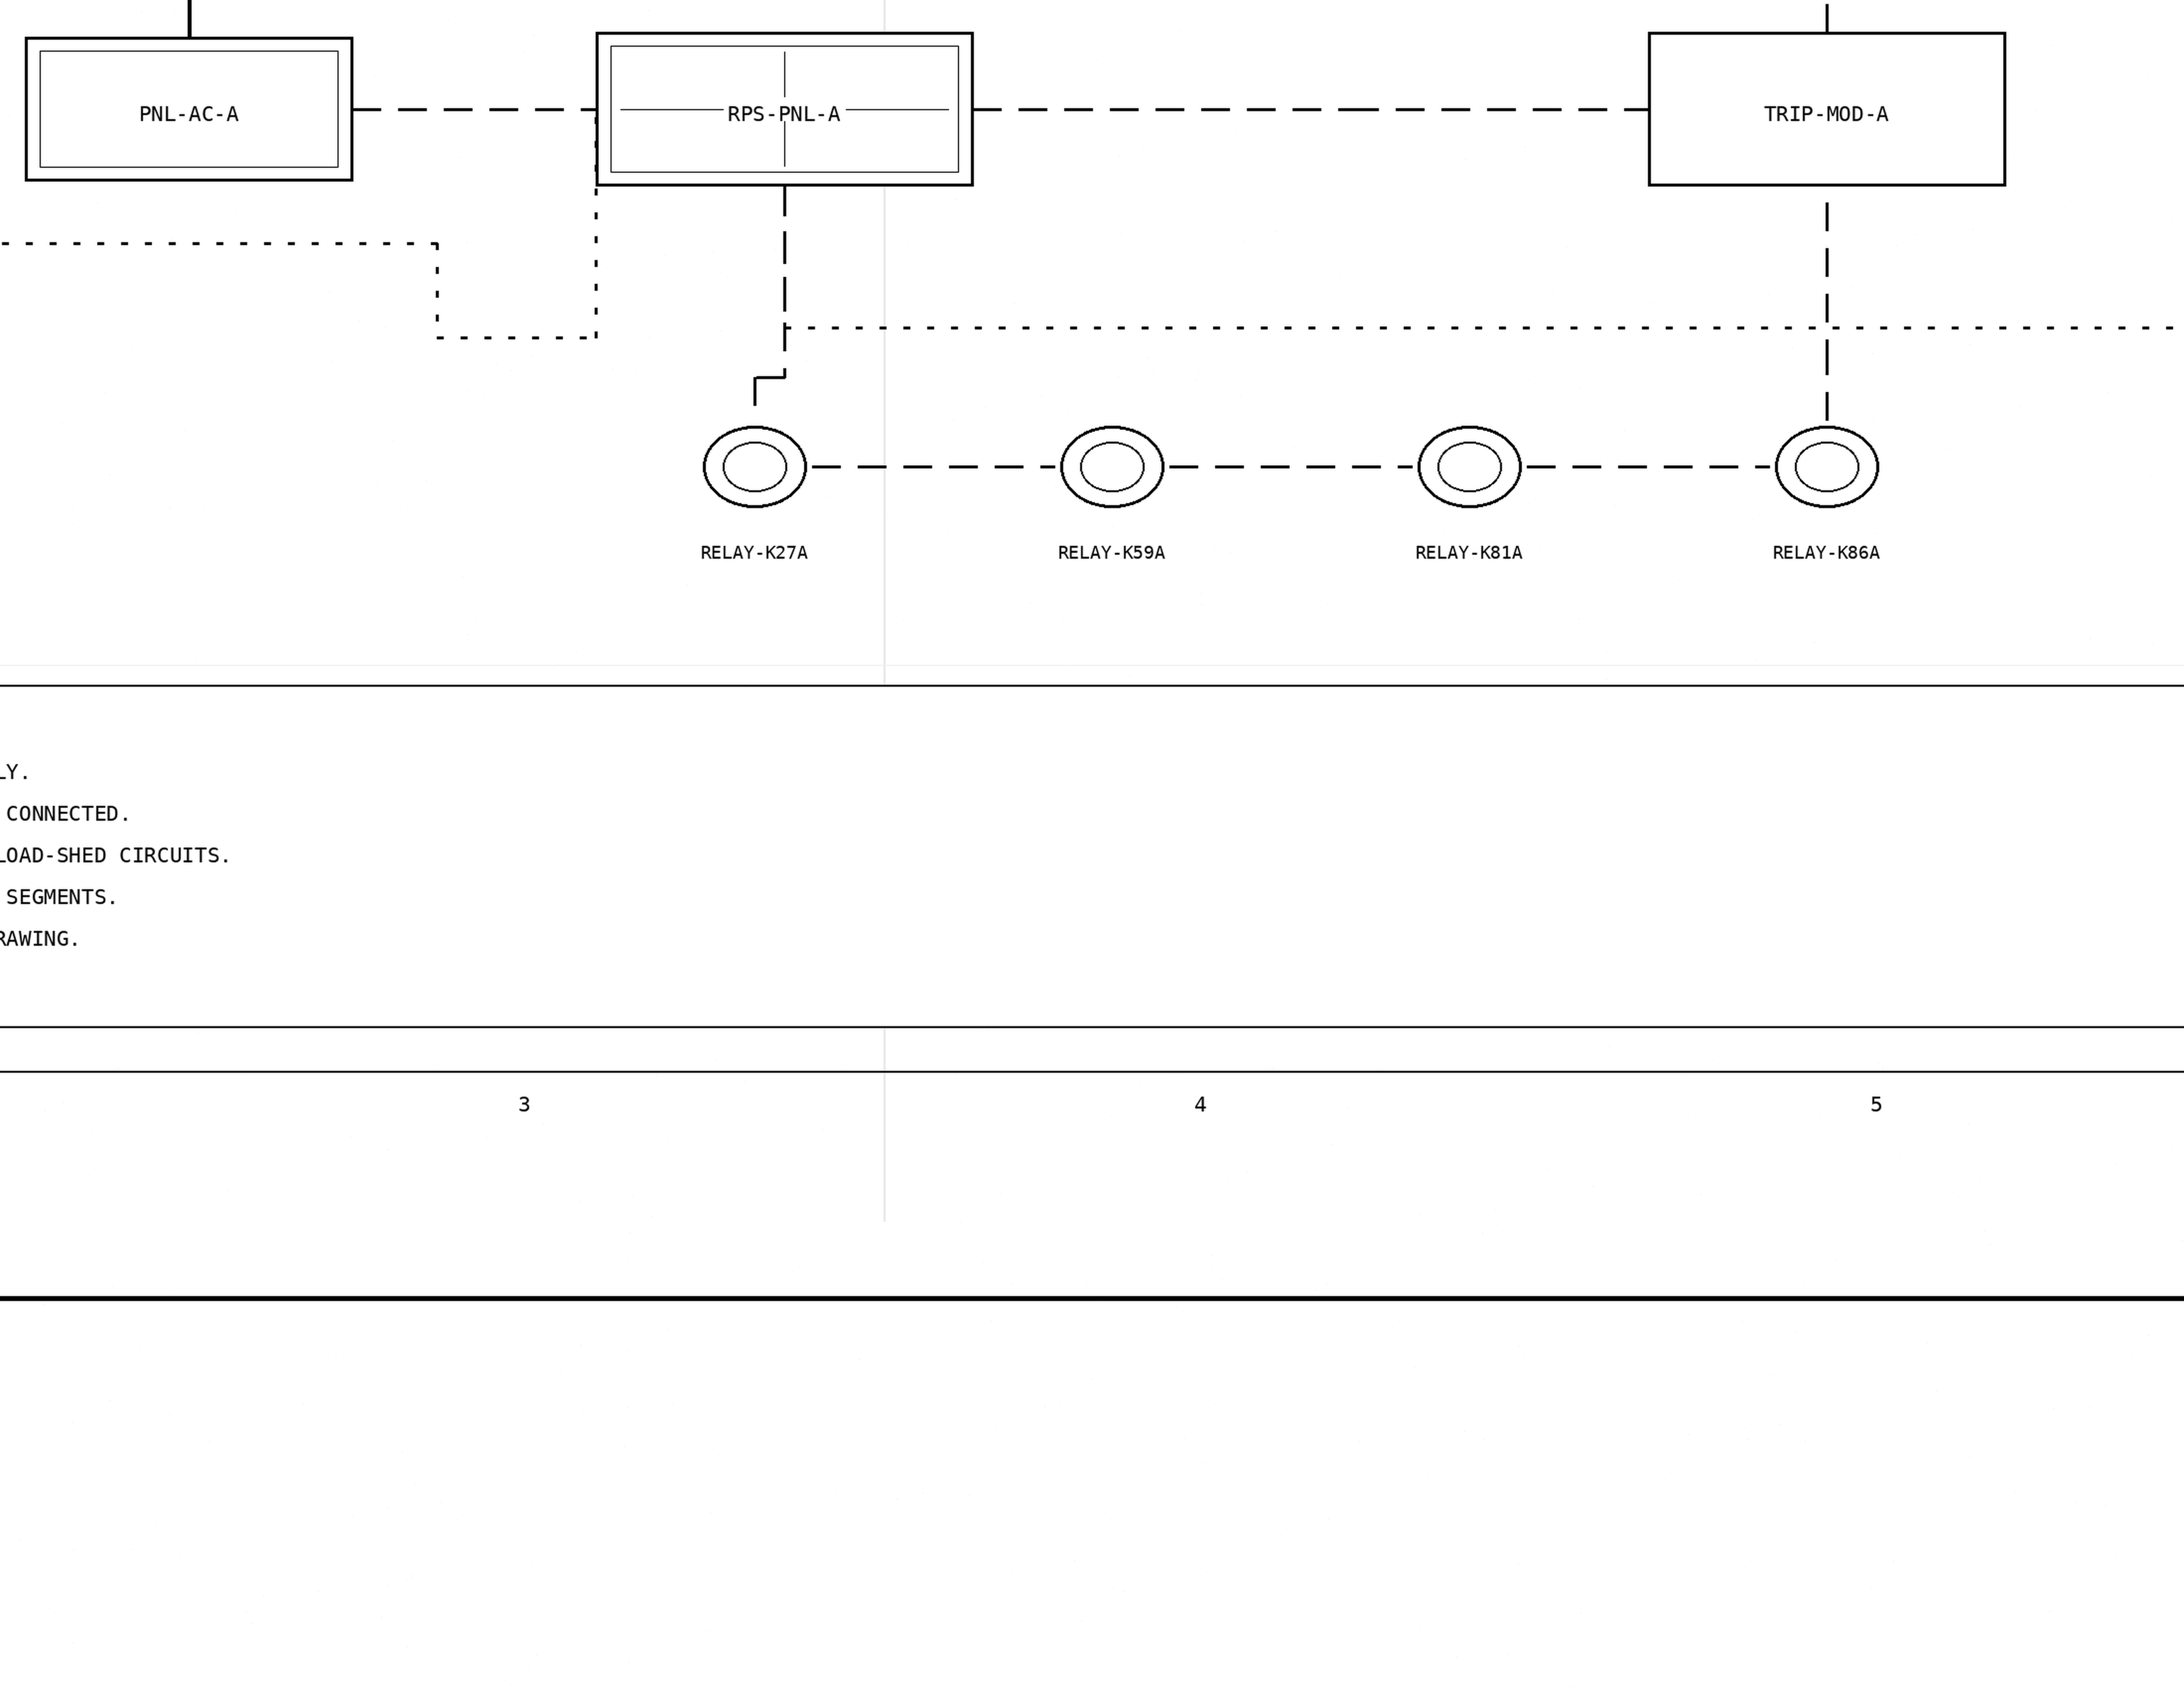 PNL-AC-A
RPS-PNL-A
TRIP-MOD-A
RELAY-K27A
RELAY-K59A
RELAY-K81A
RELAY-K86A
LY.
CONNECTED.
LOAD-SHED CIRCUITS.
SEGMENTS.
RAWING.
3
4
5